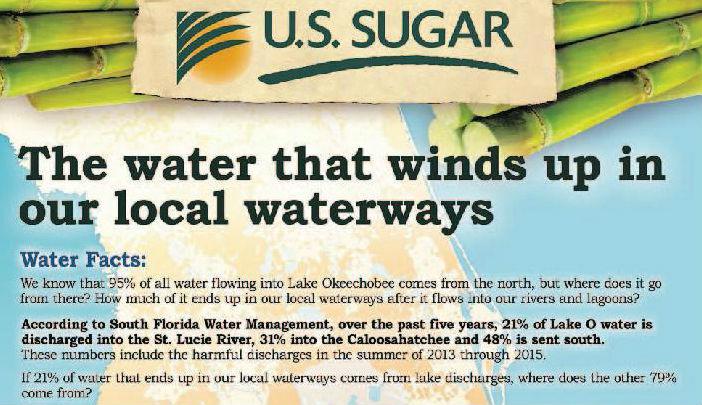 U.S. SUGAR
The water that winds up in
our local waterways
Water Facts:
We know that 95% of all water flowing into Lake Okeechobee comes from the north, but where does it go
from there? How much of it ends up in our local waterways after it flows into our rivers and lagoons?
According to South Florida Water Management, over the past five years, 21% of Lake O water is
discharged into the St. Lucie River, 31% into the Caloosahatchee and 48% is sent south.
These numbers include the harmful discharges in the summer of 2013 through 2015.
If 21% of water that ends up in our local waterways comes from lake discharges, where does the other 79%
come from?